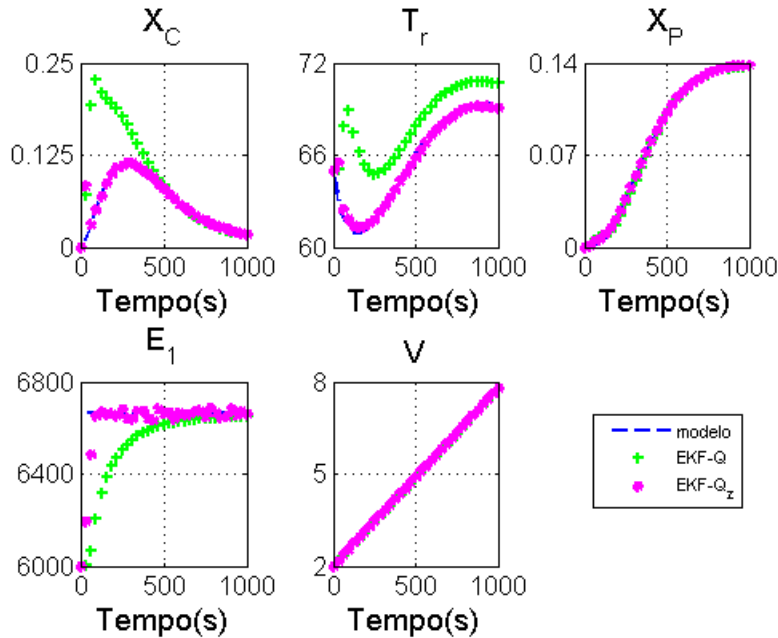 X_C
0.25
0.125
0
0 500 1000
Tempo(s)
T_r
72
66
60
0 500 1000
Tempo(s)
X_P
0.14
0.07
0
0 500 1000
Tempo(s)
E_1
6800
6400
6000
0 500 1000
Tempo(s)
V
8
5
2
0 500 1000
Tempo(s)
modelo
EKF-Q
EKF-Q_z